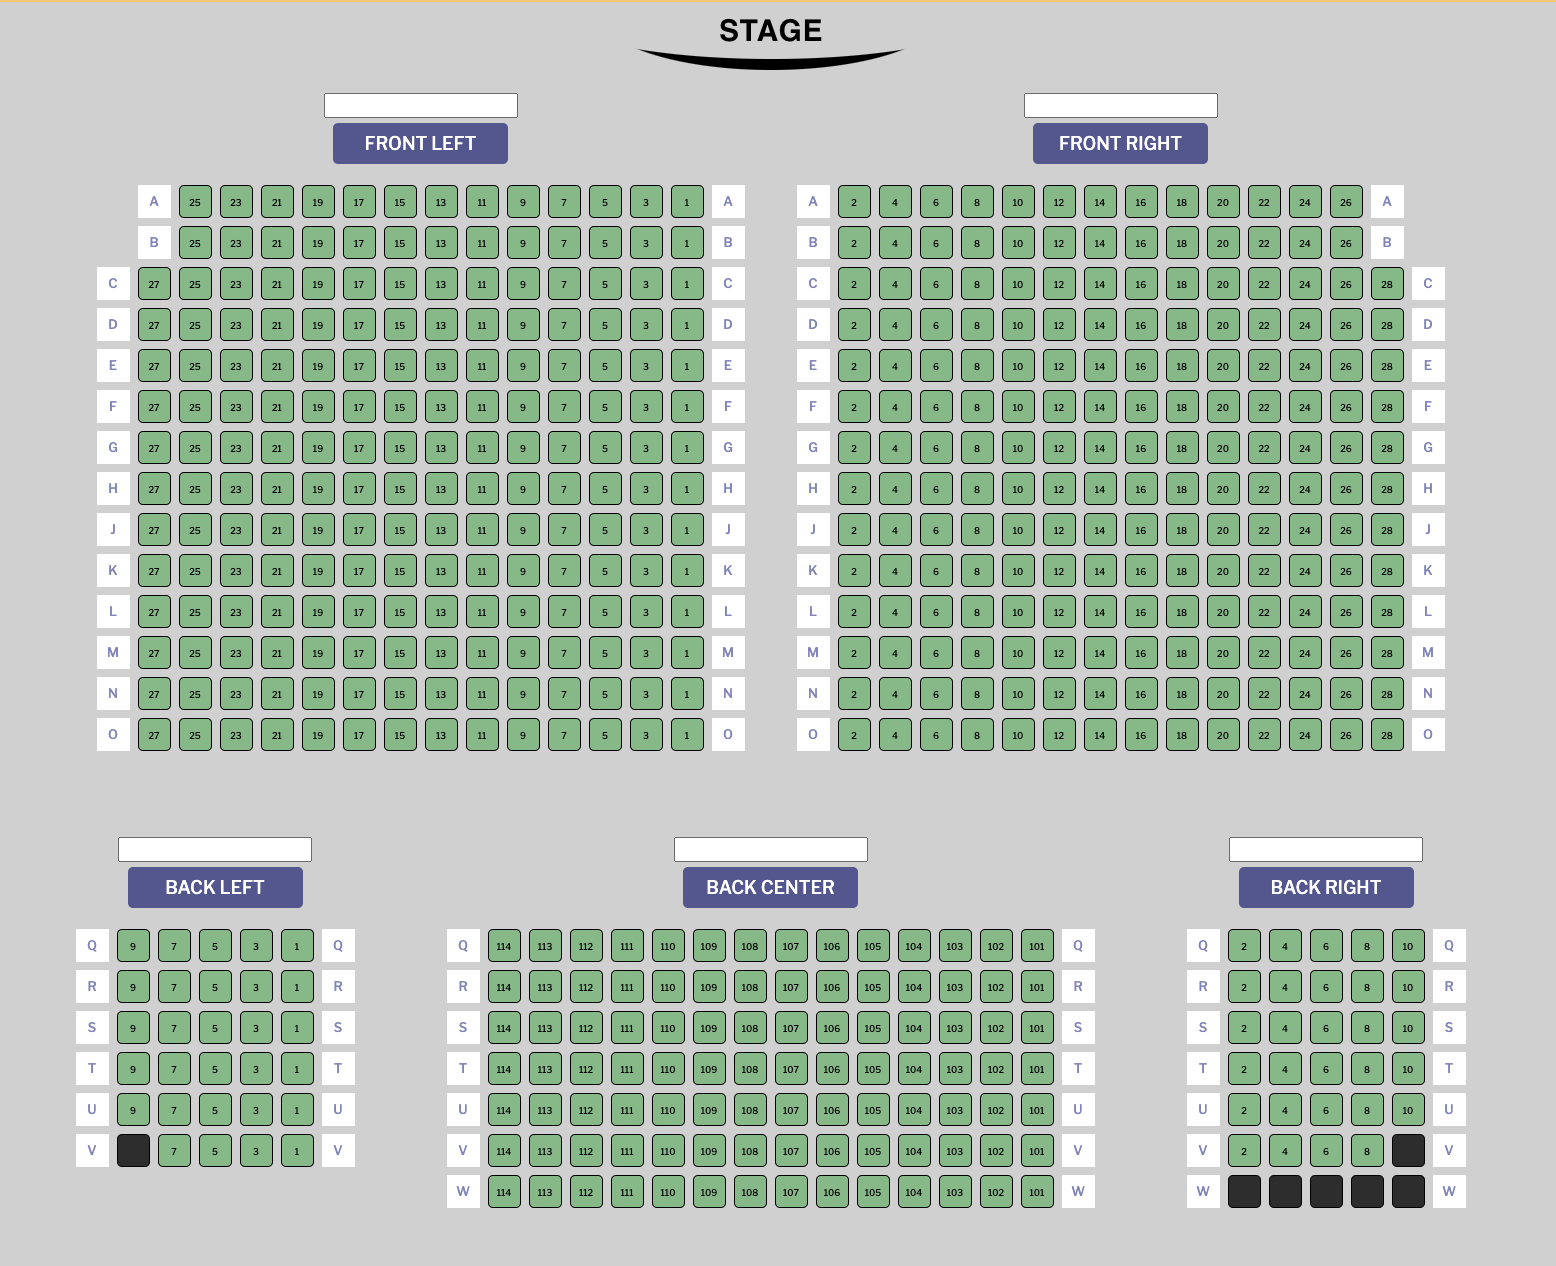 STAGE
FRONT LEFT
A 25 23 21 19 17 15 13 11 9 7 5 3 1 A
B 25 23 21 19 17 15 13 11 9 7 5 3 1 B
C 27 25 23 21 19 17 15 13 11 9 7 5 3 1 C
D 27 25 23 21 19 17 15 13 11 9 7 5 3 1 D
E 27 25 23 21 19 17 15 13 11 9 7 5 3 1 E
F 27 25 23 21 19 17 15 13 11 9 7 5 3 1 F
G 27 25 23 21 19 17 15 13 11 9 7 5 3 1 G
H 27 25 23 21 19 17 15 13 11 9 7 5 3 1 H
J 27 25 23 21 19 17 15 13 11 9 7 5 3 1 J
K 27 25 23 21 19 17 15 13 11 9 7 5 3 1 K
L 27 25 23 21 19 17 15 13 11 9 7 5 3 1 L
M 27 25 23 21 19 17 15 13 11 9 7 5 3 1 M
N 27 25 23 21 19 17 15 13 11 9 7 5 3 1 N
O 27 25 23 21 19 17 15 13 11 9 7 5 3 1 O
FRONT RIGHT
A 2 4 6 8 10 12 14 16 18 20 22 24 26 A
B 2 4 6 8 10 12 14 16 18 20 22 24 26 B
C 2 4 6 8 10 12 14 16 18 20 22 24 26 28 C
D 2 4 6 8 10 12 14 16 18 20 22 24 26 28 D
E 2 4 6 8 10 12 14 16 18 20 22 24 26 28 E
F 2 4 6 8 10 12 14 16 18 20 22 24 26 28 F
G 2 4 6 8 10 12 14 16 18 20 22 24 26 28 G
H 2 4 6 8 10 12 14 16 18 20 22 24 26 28 H
J 2 4 6 8 10 12 14 16 18 20 22 24 26 28 J
K 2 4 6 8 10 12 14 16 18 20 22 24 26 28 K
L 2 4 6 8 10 12 14 16 18 20 22 24 26 28 L
M 2 4 6 8 10 12 14 16 18 20 22 24 26 28 M
N 2 4 6 8 10 12 14 16 18 20 22 24 26 28 N
O 2 4 6 8 10 12 14 16 18 20 22 24 26 28 O
BACK LEFT
Q 9 7 5 3 1 Q
R 9 7 5 3 1 R
S 9 7 5 3 1 S
T 9 7 5 3 1 T
U 9 7 5 3 1 U
V 7 5 3 1 V
BACK CENTER
Q 114 113 112 111 110 109 108 107 106 105 104 103 102 101 Q
R 114 113 112 111 110 109 108 107 106 105 104 103 102 101 R
S 114 113 112 111 110 109 108 107 106 105 104 103 102 101 S
T 114 113 112 111 110 109 108 107 106 105 104 103 102 101 T
U 114 113 112 111 110 109 108 107 106 105 104 103 102 101 U
V 114 113 112 111 110 109 108 107 106 105 104 103 102 101 V
W 114 113 112 111 110 109 108 107 106 105 104 103 102 101 W
BACK RIGHT
Q 2 4 6 8 10 Q
R 2 4 6 8 10 R
S 2 4 6 8 10 S
T 2 4 6 8 10 T
U 2 4 6 8 10 U
V 2 4 6 8 V
W W